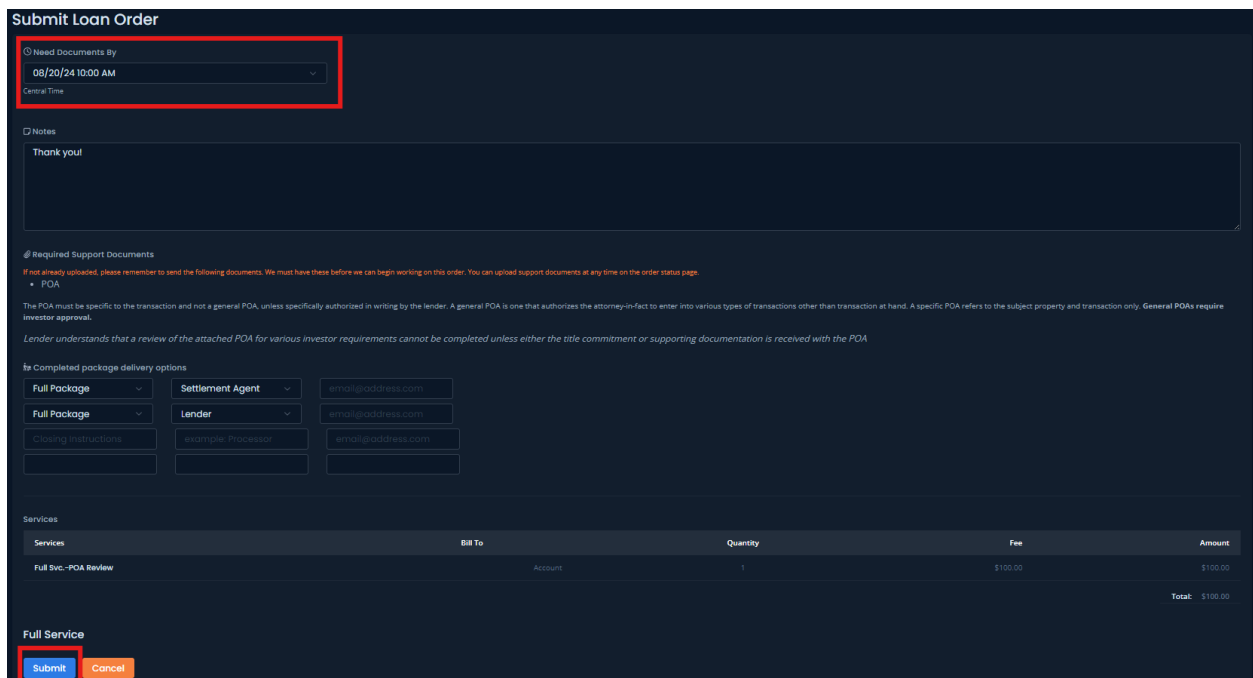 Submit Loan Order
Need Documents By
08/20/24 10:00 AM
Central Time
Notes
Thank you!
Required Support Documents
If not already uploaded, please remember to send the following documents. We must have these before we can begin working on this order. You can upload support documents at any time on the order status page.
• POA
The POA must be specific to the transaction and not a general POA, unless specifically authorized in writing by the lender. A general POA is one that authorizes the attorney-in-fact to enter into various types of transactions other than transaction at hand. A specific POA refers to the subject property and transaction only. General POAs require
investor approval.
Lender understands that a review of the attached POA for various investor requirements cannot be completed unless either the title commitment or supporting documentation is received with the POA
Completed package delivery options
Full Package Settlement Agent email@address.com
Full Package Lender email@address.com
Closing Instructions example: Processor email@address.com
Services
Services Bill To Quantity Fee Amount
Full Svc.-POA Review Account 1 $100.00 $100.00
Total: $100.00
Full Service
Submit Cancel